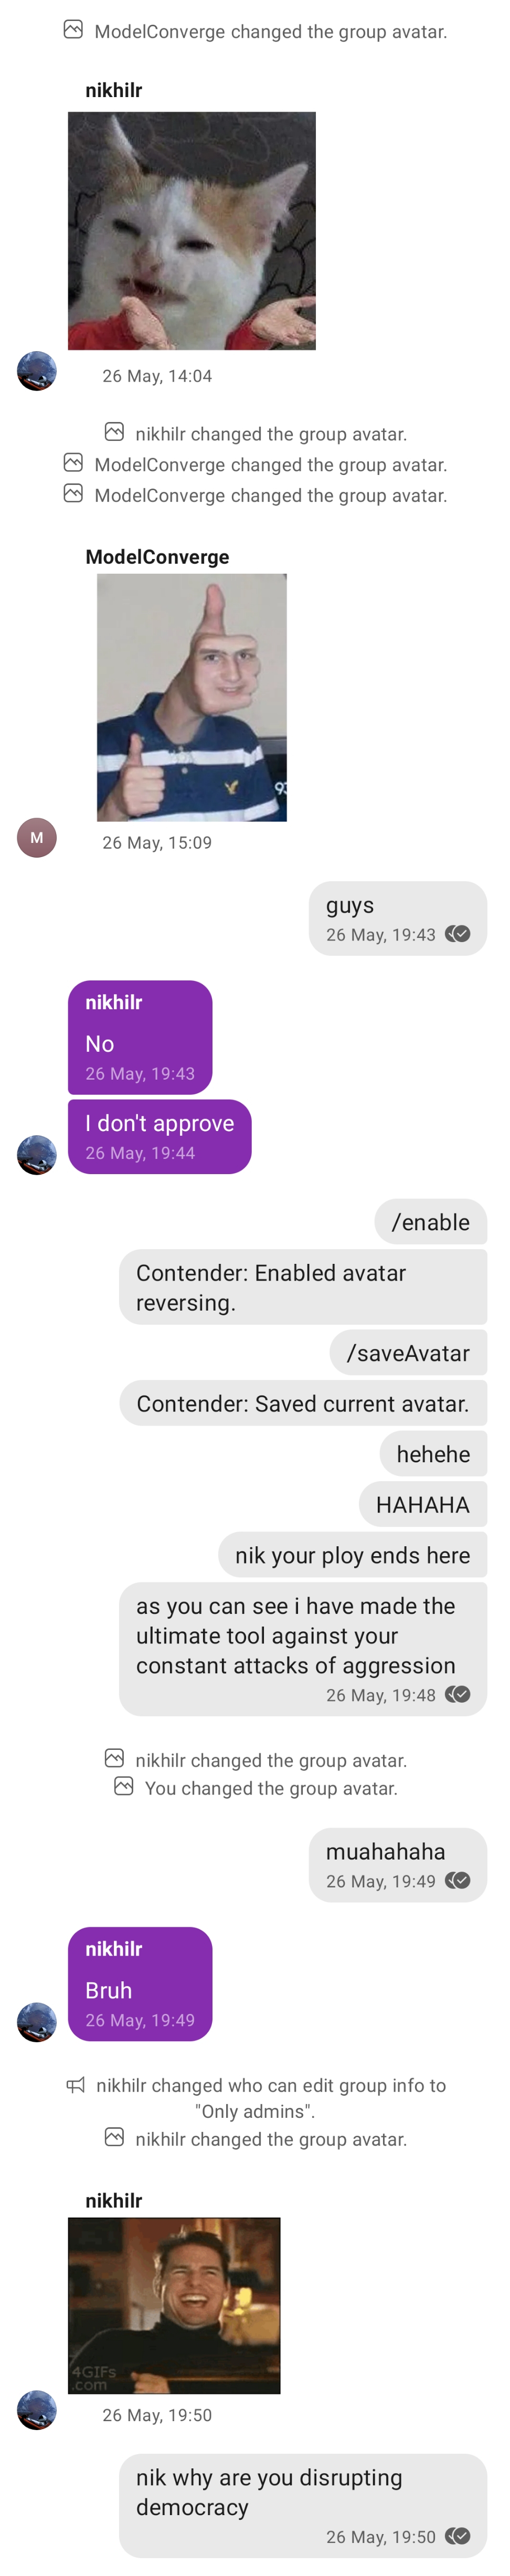 ModelConverge changed the group avatar.
nikhilr
26 May, 14:04
nikhilr changed the group avatar.
ModelConverge changed the group avatar.
ModelConverge changed the group avatar.
ModelConverge
93
M
26 May, 15:09
guys
26 May, 19:43
nikhilr
No
26 May, 19:43
I don't approve
26 May, 19:44
/enable
Contender: Enabled avatar
reversing.
/saveAvatar
Contender: Saved current avatar.
hehehe
HAHAHA
nik your ploy ends here
as you can see i have made the
ultimate tool against your
constant attacks of aggression
26 May, 19:48
nikhilr changed the group avatar.
You changed the group avatar.
muahahaha
26 May, 19:49
nikhilr
Bruh
26 May, 19:49
nikhilr changed who can edit group info to
"Only admins".
nikhilr changed the group avatar.
nikhilr
4GIFs
.com
26 May, 19:50
nik why are you disrupting
democracy
26 May, 19:50